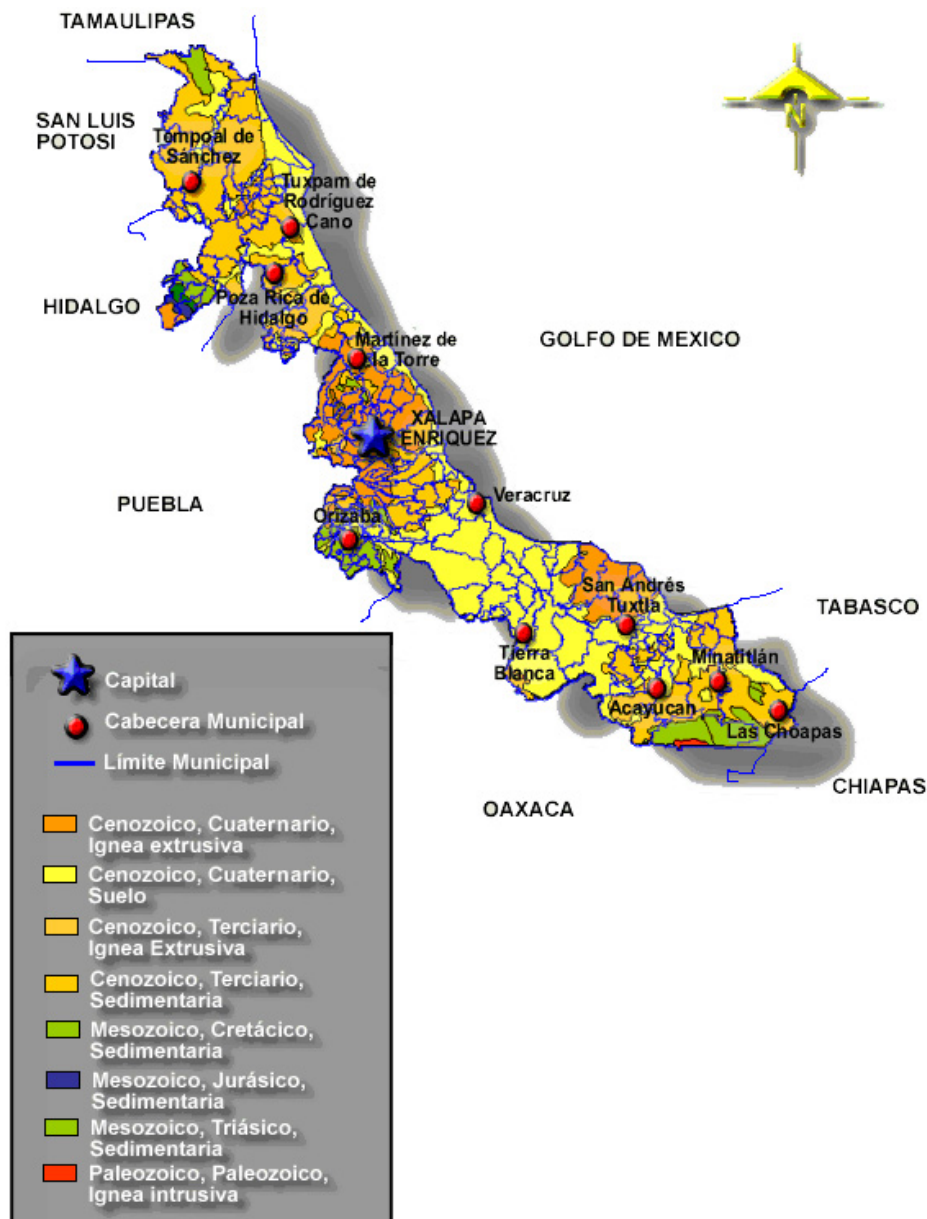 TAMAULIPAS
SAN LUIS
POTOSI
Tompoal de
Sánchez
Tuxpam de
Rodríguez
Cano
N
HIDALGO
Poza Rica de
Hidalgo
GOLFO DE MEXICO
Martínez de
la Torre
XALAPA
ENRIQUEZ
PUEBLA
Veracruz
Orizaba
San Andrés
Tuxtla
TABASCO
Tierra
Blanca
Minatitlán
Acayucan
Las Choapas
CHIAPAS
OAXACA
Capital
Cabecera Municipal
Límite Municipal
Cenozoico, Cuaternario,
Ignea extrusiva
Cenozoico, Cuaternario,
Suelo
Cenozoico, Terciario,
Ignea Extrusiva
Cenozoico, Terciario,
Sedimentaria
Mesozoico, Cretácico,
Sedimentaria
Mesozoico, Jurásico,
Sedimentaria
Mesozoico, Triásico,
Sedimentaria
Paleozoico, Paleozoico,
Ignea intrusiva